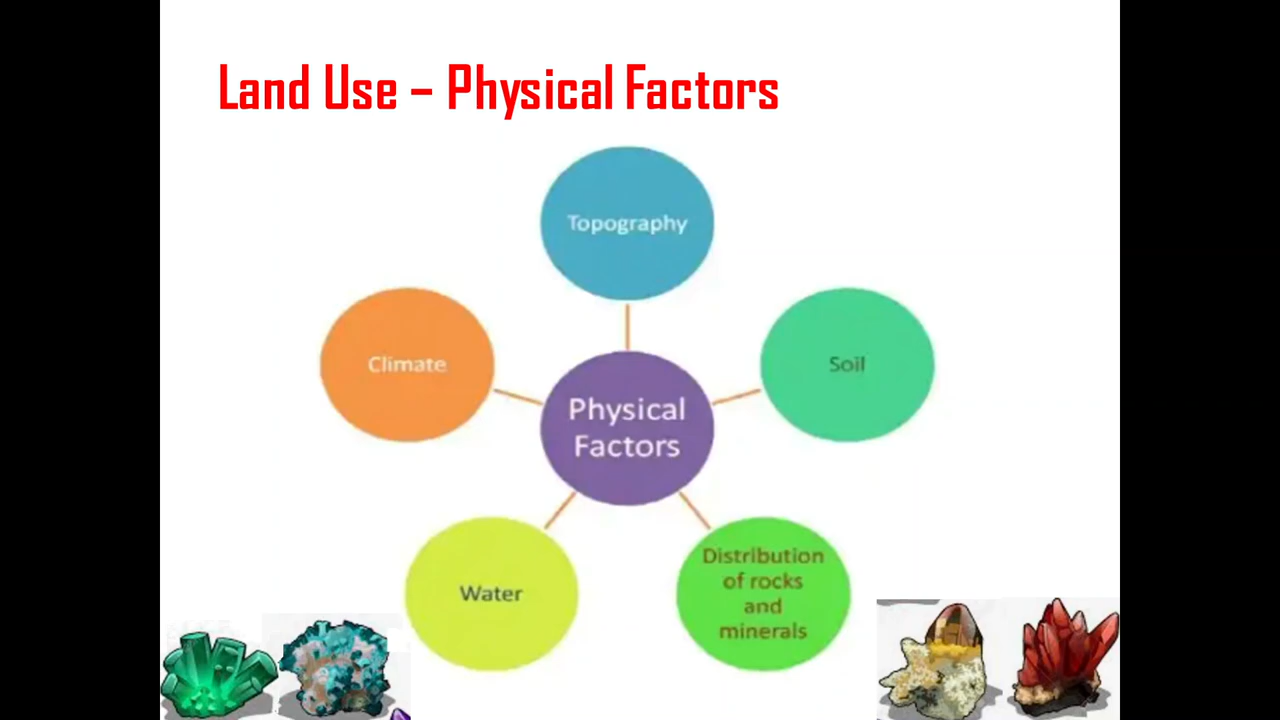 Land Use – Physical Factors
Topography
Climate
Soil
Physical
Factors
Water
Distribution
of rocks
and
minerals